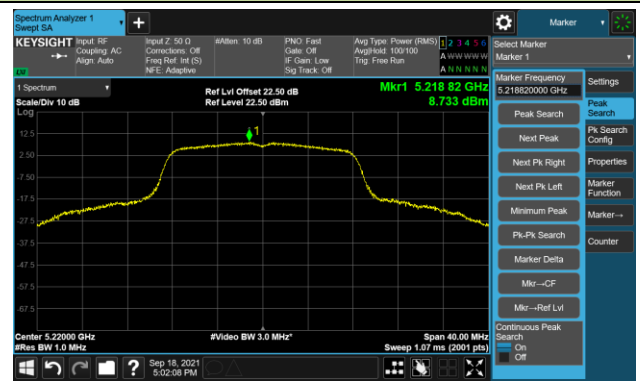 Spectrum Analyzer 1
Swept SA
Marker
KEYSIGHT
Input: RF
Coupling: AC
Align: Auto
Input Z: 50 Ω
Corrections: Off
Freq Ref: Int (S)
NFE: Adaptive
#Atten: 10 dB
PNO: Fast
Gate: Off
IF Gain: Low
Sig Track: Off
Avg Type: Power (RMS)
Avg|Hold: 100/100
Trig: Free Run
1 2 3 4 5 6
A W W W W W
A N N N N N
Select Marker
Marker 1
1 Spectrum
Scale/Div 10 dB
Log
Ref Lvl Offset 22.50 dB
Ref Level 22.50 dBm
Mkr1 5.218 82 GHz
8.733 dBm
1
12.5
2.50
-7.50
-17.5
-27.5
-37.5
-47.5
-57.5
-67.5
Center 5.22000 GHz
#Res BW 1.0 MHz
#Video BW 3.0 MHz*
Span 40.00 MHz
Sweep 1.07 ms (2001 pts)
Marker Frequency
5.218820000 GHz
Peak Search
Next Peak
Next Pk Right
Next Pk Left
Minimum Peak
Pk-Pk Search
Marker Delta
Mkr→CF
Mkr→Ref Lvl
Continuous Peak
Search
On
Off
Settings
Peak
Search
Pk Search
Config
Properties
Marker
Function
Marker→
Counter
?
Sep 18, 2021
5:02:08 PM